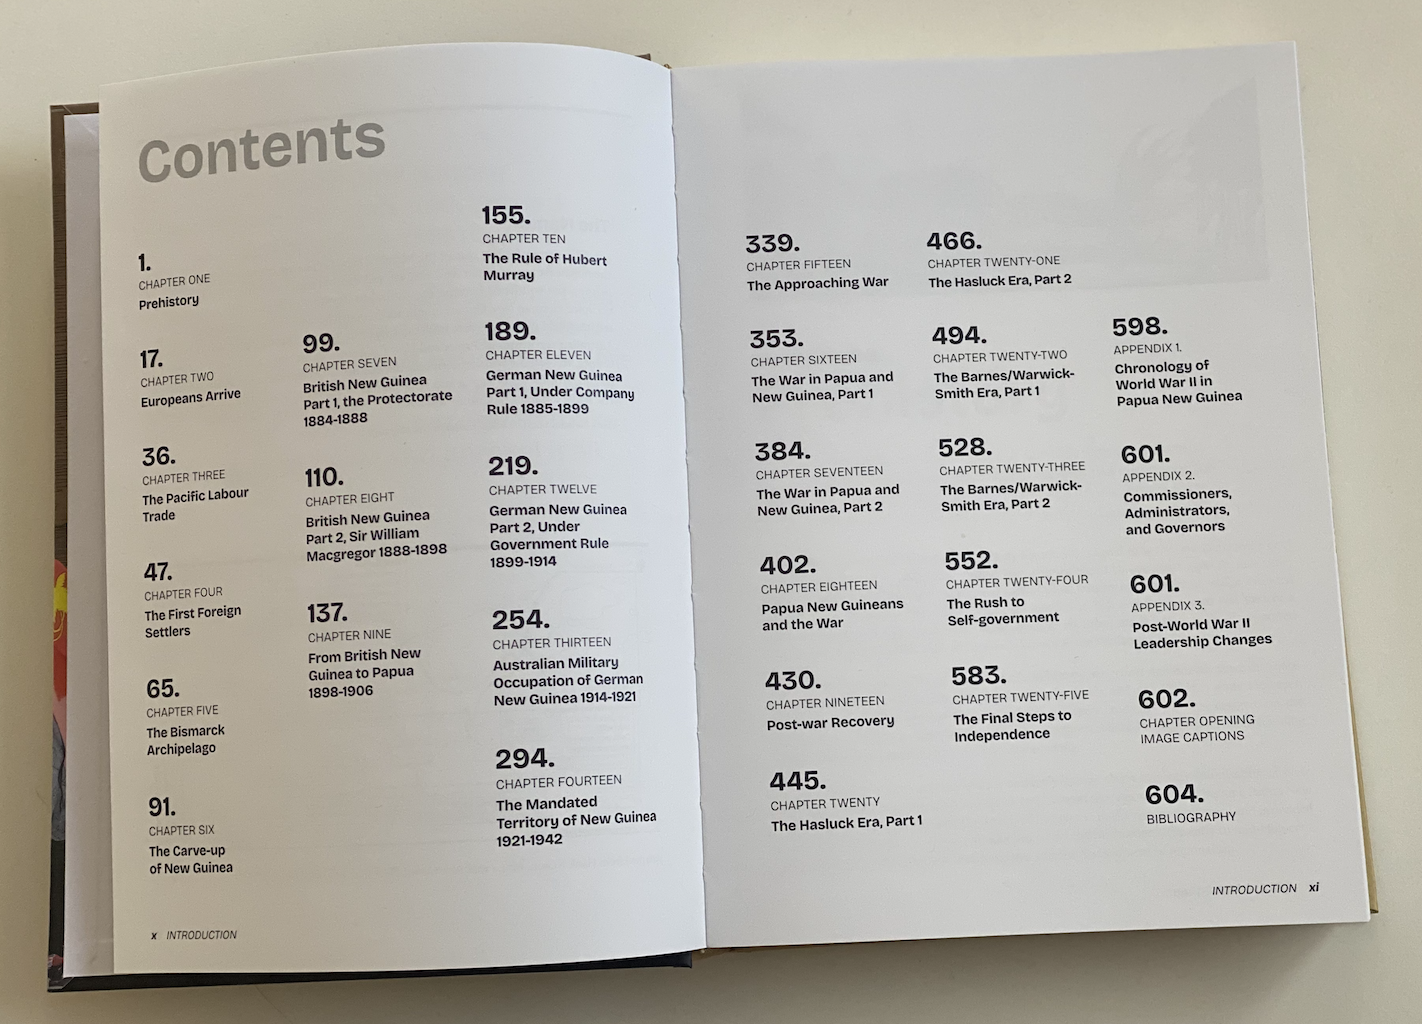 Contents
1.
CHAPTER ONE
Prehistory
17.
CHAPTER TWO
Europeans Arrive
36.
CHAPTER THREE
The Pacific Labour
Trade
47.
CHAPTER FOUR
The First Foreign
Settlers
65.
CHAPTER FIVE
The Bismarck
Archipelago
91.
CHAPTER SIX
The Carve-up
of New Guinea
99.
CHAPTER SEVEN
British New Guinea
Part 1, the Protectorate
1884-1888
110.
CHAPTER EIGHT
British New Guinea
Part 2, Sir William
Macgregor 1888-1898
137.
CHAPTER NINE
From British New
Guinea to Papua
1898-1906
155.
CHAPTER TEN
The Rule of Hubert
Murray
189.
CHAPTER ELEVEN
German New Guinea
Part 1, Under Company
Rule 1885-1899
219.
CHAPTER TWELVE
German New Guinea
Part 2, Under
Government Rule
1899-1914
254.
CHAPTER THIRTEEN
Australian Military
Occupation of German
New Guinea 1914-1921
294.
CHAPTER FOURTEEN
The Mandated
Territory of New Guinea
1921-1942
x INTRODUCTION
339.
CHAPTER FIFTEEN
The Approaching War
353.
CHAPTER SIXTEEN
The War in Papua and
New Guinea, Part 1
384.
CHAPTER SEVENTEEN
The War in Papua and
New Guinea, Part 2
402.
CHAPTER EIGHTEEN
Papua New Guineans
and the War
430.
CHAPTER NINETEEN
Post-war Recovery
445.
CHAPTER TWENTY
The Hasluck Era, Part 1
466.
CHAPTER TWENTY-ONE
The Hasluck Era, Part 2
494.
CHAPTER TWENTY-TWO
The Barnes/Warwick-
Smith Era, Part 1
528.
CHAPTER TWENTY-THREE
The Barnes/Warwick-
Smith Era, Part 2
552.
CHAPTER TWENTY-FOUR
The Rush to
Self-government
583.
CHAPTER TWENTY-FIVE
The Final Steps to
Independence
598.
APPENDIX 1.
Chronology of
World War II in
Papua New Guinea
601.
APPENDIX 2.
Commissioners,
Administrators,
and Governors
601.
APPENDIX 3.
Post-World War II
Leadership Changes
602.
CHAPTER OPENING
IMAGE CAPTIONS
604.
BIBLIOGRAPHY
INTRODUCTION xi